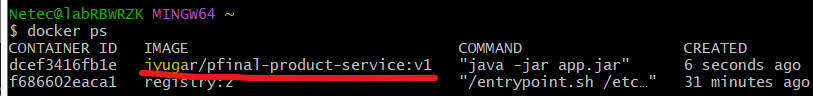 Netec@labRBWRZK MINGW64 ~
$ docker ps
CONTAINER ID IMAGE COMMAND CREATED
dcef3416fb1e iyugar/pfinal-product-service:v1 "java -jar app.jar" 6 seconds ago
f686602eaca1 registry:2 "/entrypoint.sh /etc…" 31 minutes ago